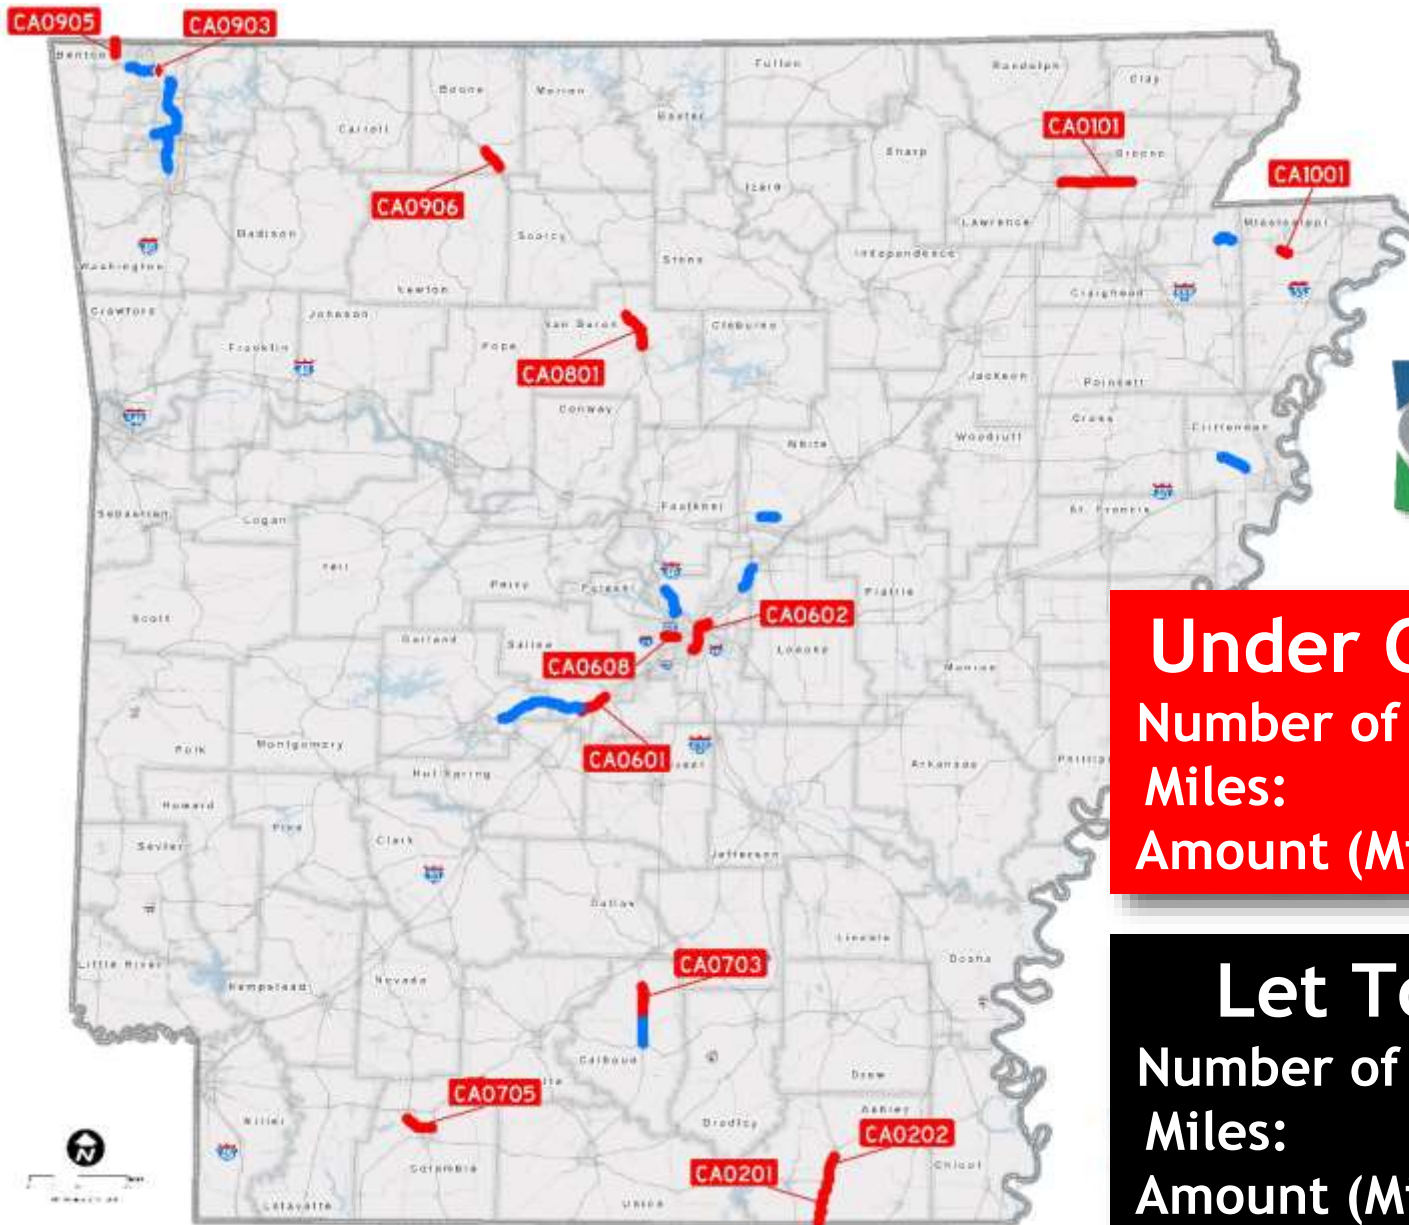 CA0905
CA0903
Benton
Boone
Marion
Fulton
Randolph
Clay
Baxter
Carroll
CA0101
Greene
Sharp
CA1001
Izard
CA0906
Lawrence
Mississippi
Madison
Searcy
Stone
Independence
Washington
Newton
Craighead
Crawford
Johnson
Van Buren
Cleburne
Franklin
Pope
CA0801
Jackson
Poinsett
Conway
Cross
Crittenden
White
Woodruff
Sebastian
Logan
Faulkner
St. Francis
Yell
Perry
Pulaski
Prairie
Scott
CA0602
Garland
Saline
Lonoke
CA0608
Monroe
Polk
Montgomery
CA0601
Hot Spring
Arkansas
Howard
Pike
Clark
Sevier
Jefferson
Dallas
Lincoln
Little River
CA0703
Desha
Hempstead
Nevada
Calhoun
Drew
CA0705
Miller
Bradley
Ashley
CA0202
Columbia
CA0201
Chicot
Lafayette
Union
N
Under C
Number of
Miles:
Amount (M
Let T
Number of
Miles:
Amount (M